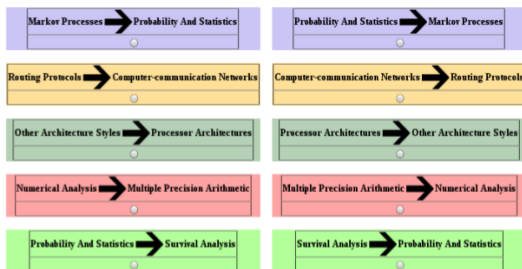 Markov Processes Probability And Statistics
Probability And Statistics Markov Processes
Routing Protocols Computer-communication Networks
Computer-communication Networks Routing Protocols
Other Architecture Styles Processor Architectures
Processor Architectures Other Architecture Styles
Numerical Analysis Multiple Precision Arithmetic
Multiple Precision Arithmetic Numerical Analysis
Probability And Statistics Survival Analysis
Survival Analysis Probability And Statistics